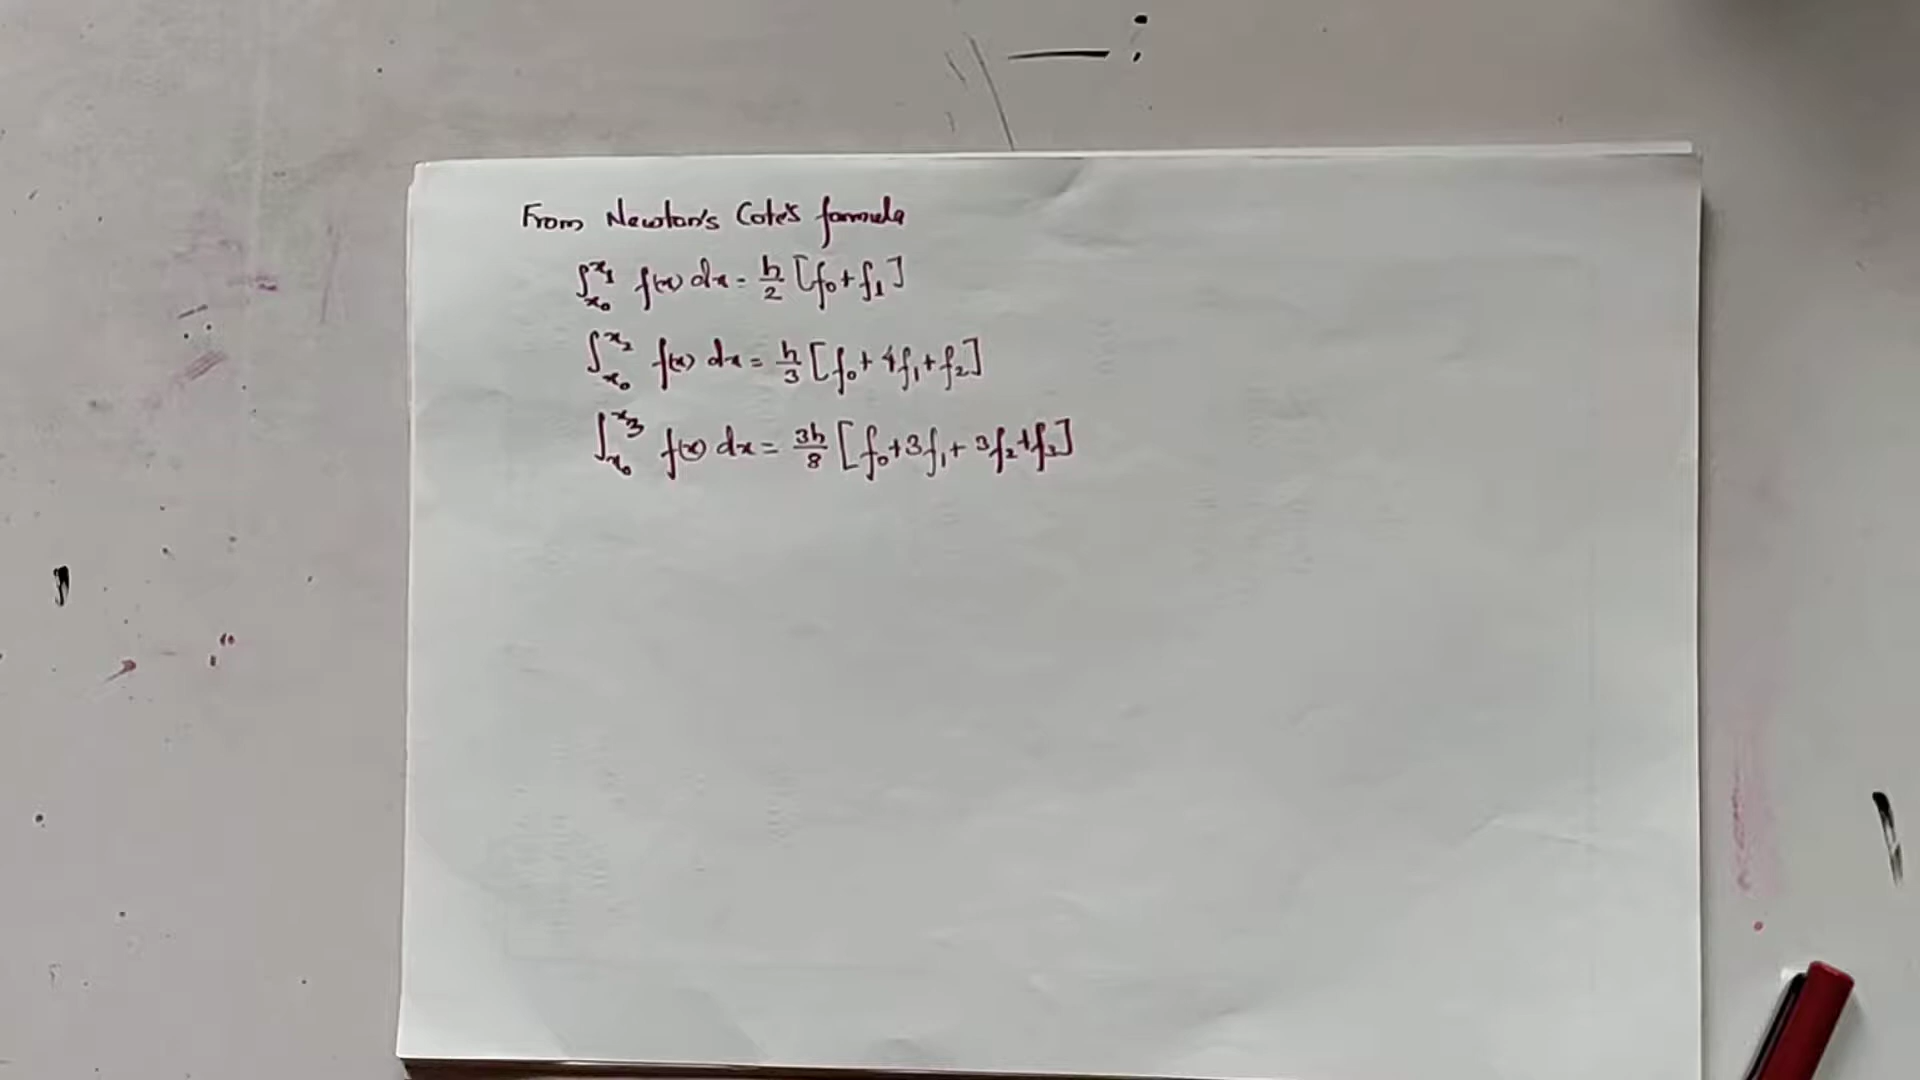 From Newton's Cote's formula
∫_{x₀}^{x₁} f(x) dx = h/2 [f₀ + f₁]
∫_{x₀}^{x₂} f(x) dx = h/3 [f₀ + 4f₁ + f₂]
∫_{x₀}^{x₃} f(x) dx = 3h/8 [f₀ + 3f₁ + 3f₂ + f₃]